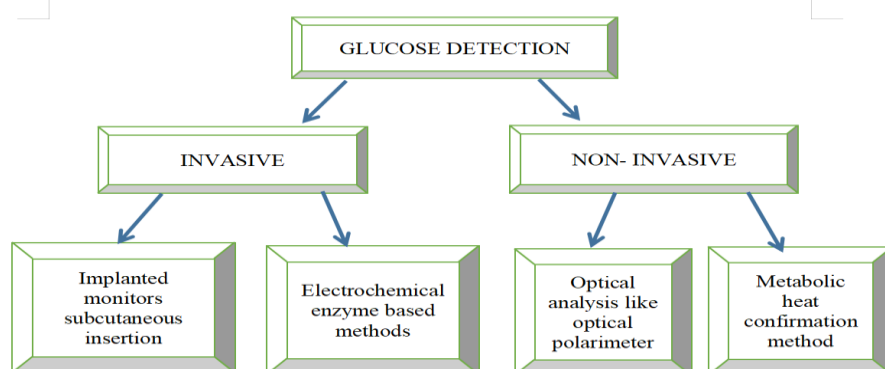 GLUCOSE DETECTION
INVASIVE
NON- INVASIVE
Implanted
monitors
subcutaneous
insertion
Electrochemical
enzyme based
methods
Optical
analysis like
optical
polarimeter
Metabolic
heat
confirmation
method